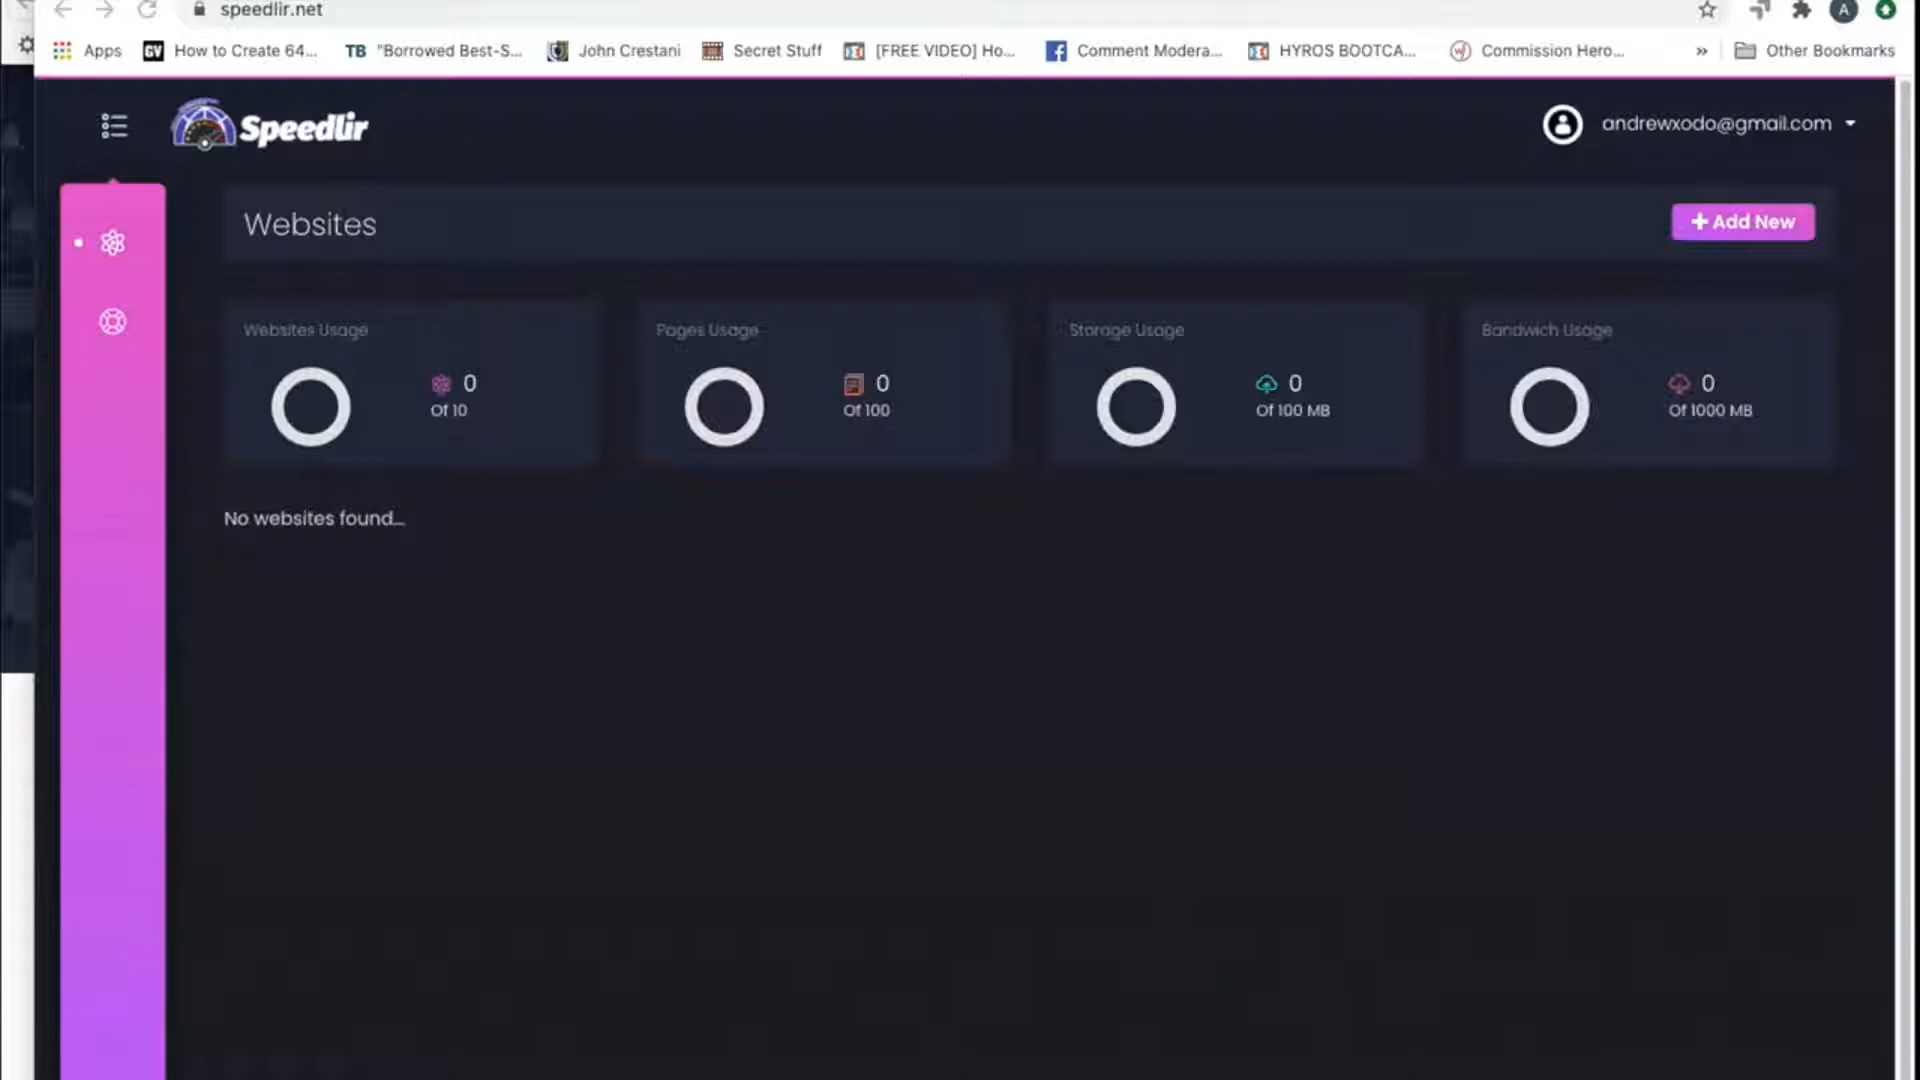 speedlir.net
Apps
GV How to Create 64...
TB "Borrowed Best-S...
John Crestani
Secret Stuff
[FREE VIDEO] Ho...
Comment Modera...
HYROS BOOTCA...
Commission Hero...
»
Other Bookmarks
A
Speedlir
andrewxodo@gmail.com
Websites
+ Add New
Websites Usage
0
Of 10
Pages Usage
0
Of 100
Storage Usage
0
Of 100 MB
Bandwich Usage
0
Of 1000 MB
No websites found...